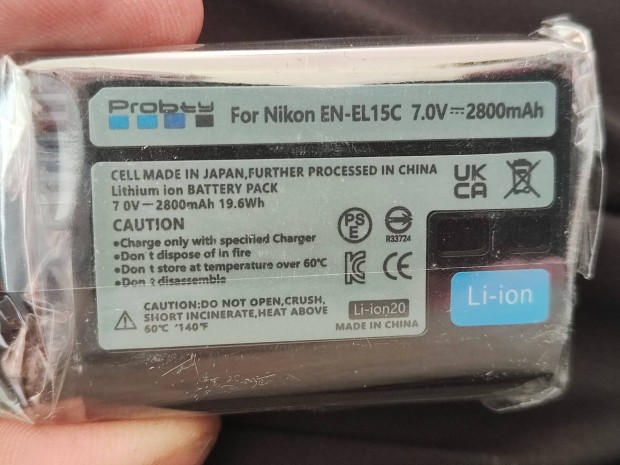 Probty
For Nikon EN-EL15C 7.0V⎓2800mAh
CELL MADE IN JAPAN,FURTHER PROCESSED IN CHINA
Lithium ion BATTERY PACK
7.0V⎓2800mAh 19.6Wh
CAUTION
•Charge only with specified Charger
•Don't dispose of in fire
•Don't store at temperature over 60℃
•Don't disassemble
CAUTION:DO NOT OPEN,CRUSH,
SHORT INCINERATE,HEAT ABOVE
60℃ 140℉
UK
CA
PS
E
R33724
CE
Li-ion20
MADE IN CHINA
Li-ion